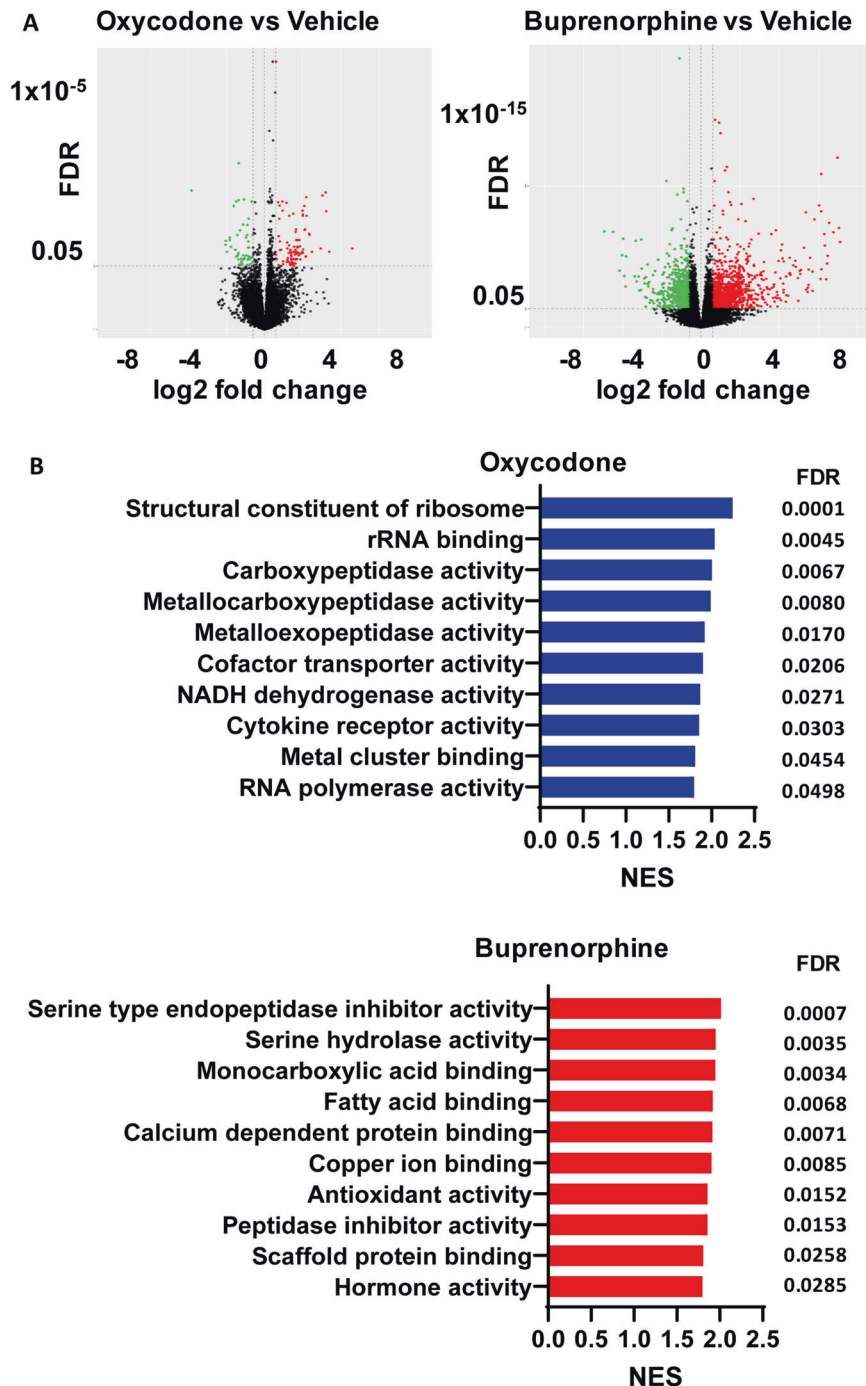 A
Oxycodone vs Vehicle
Buprenorphine vs Vehicle
1x10-5
FDR
0.05
-8 -4 0 4 8
log2 fold change
1x10-15
FDR
0.05
-8 -4 0 4 8
log2 fold change
B
Oxycodone
FDR
Structural constituent of ribosome 0.0001
rRNA binding 0.0045
Carboxypeptidase activity 0.0067
Metallocarboxypeptidase activity 0.0080
Metalloexopeptidase activity 0.0170
Cofactor transporter activity 0.0206
NADH dehydrogenase activity 0.0271
Cytokine receptor activity 0.0303
Metal cluster binding 0.0454
RNA polymerase activity 0.0498
0.0 0.5 1.0 1.5 2.0 2.5
NES
Buprenorphine
FDR
Serine type endopeptidase inhibitor activity 0.0007
Serine hydrolase activity 0.0035
Monocarboxylic acid binding 0.0034
Fatty acid binding 0.0068
Calcium dependent protein binding 0.0071
Copper ion binding 0.0085
Antioxidant activity 0.0152
Peptidase inhibitor activity 0.0153
Scaffold protein binding 0.0258
Hormone activity 0.0285
0.0 0.5 1.0 1.5 2.0 2.5
NES